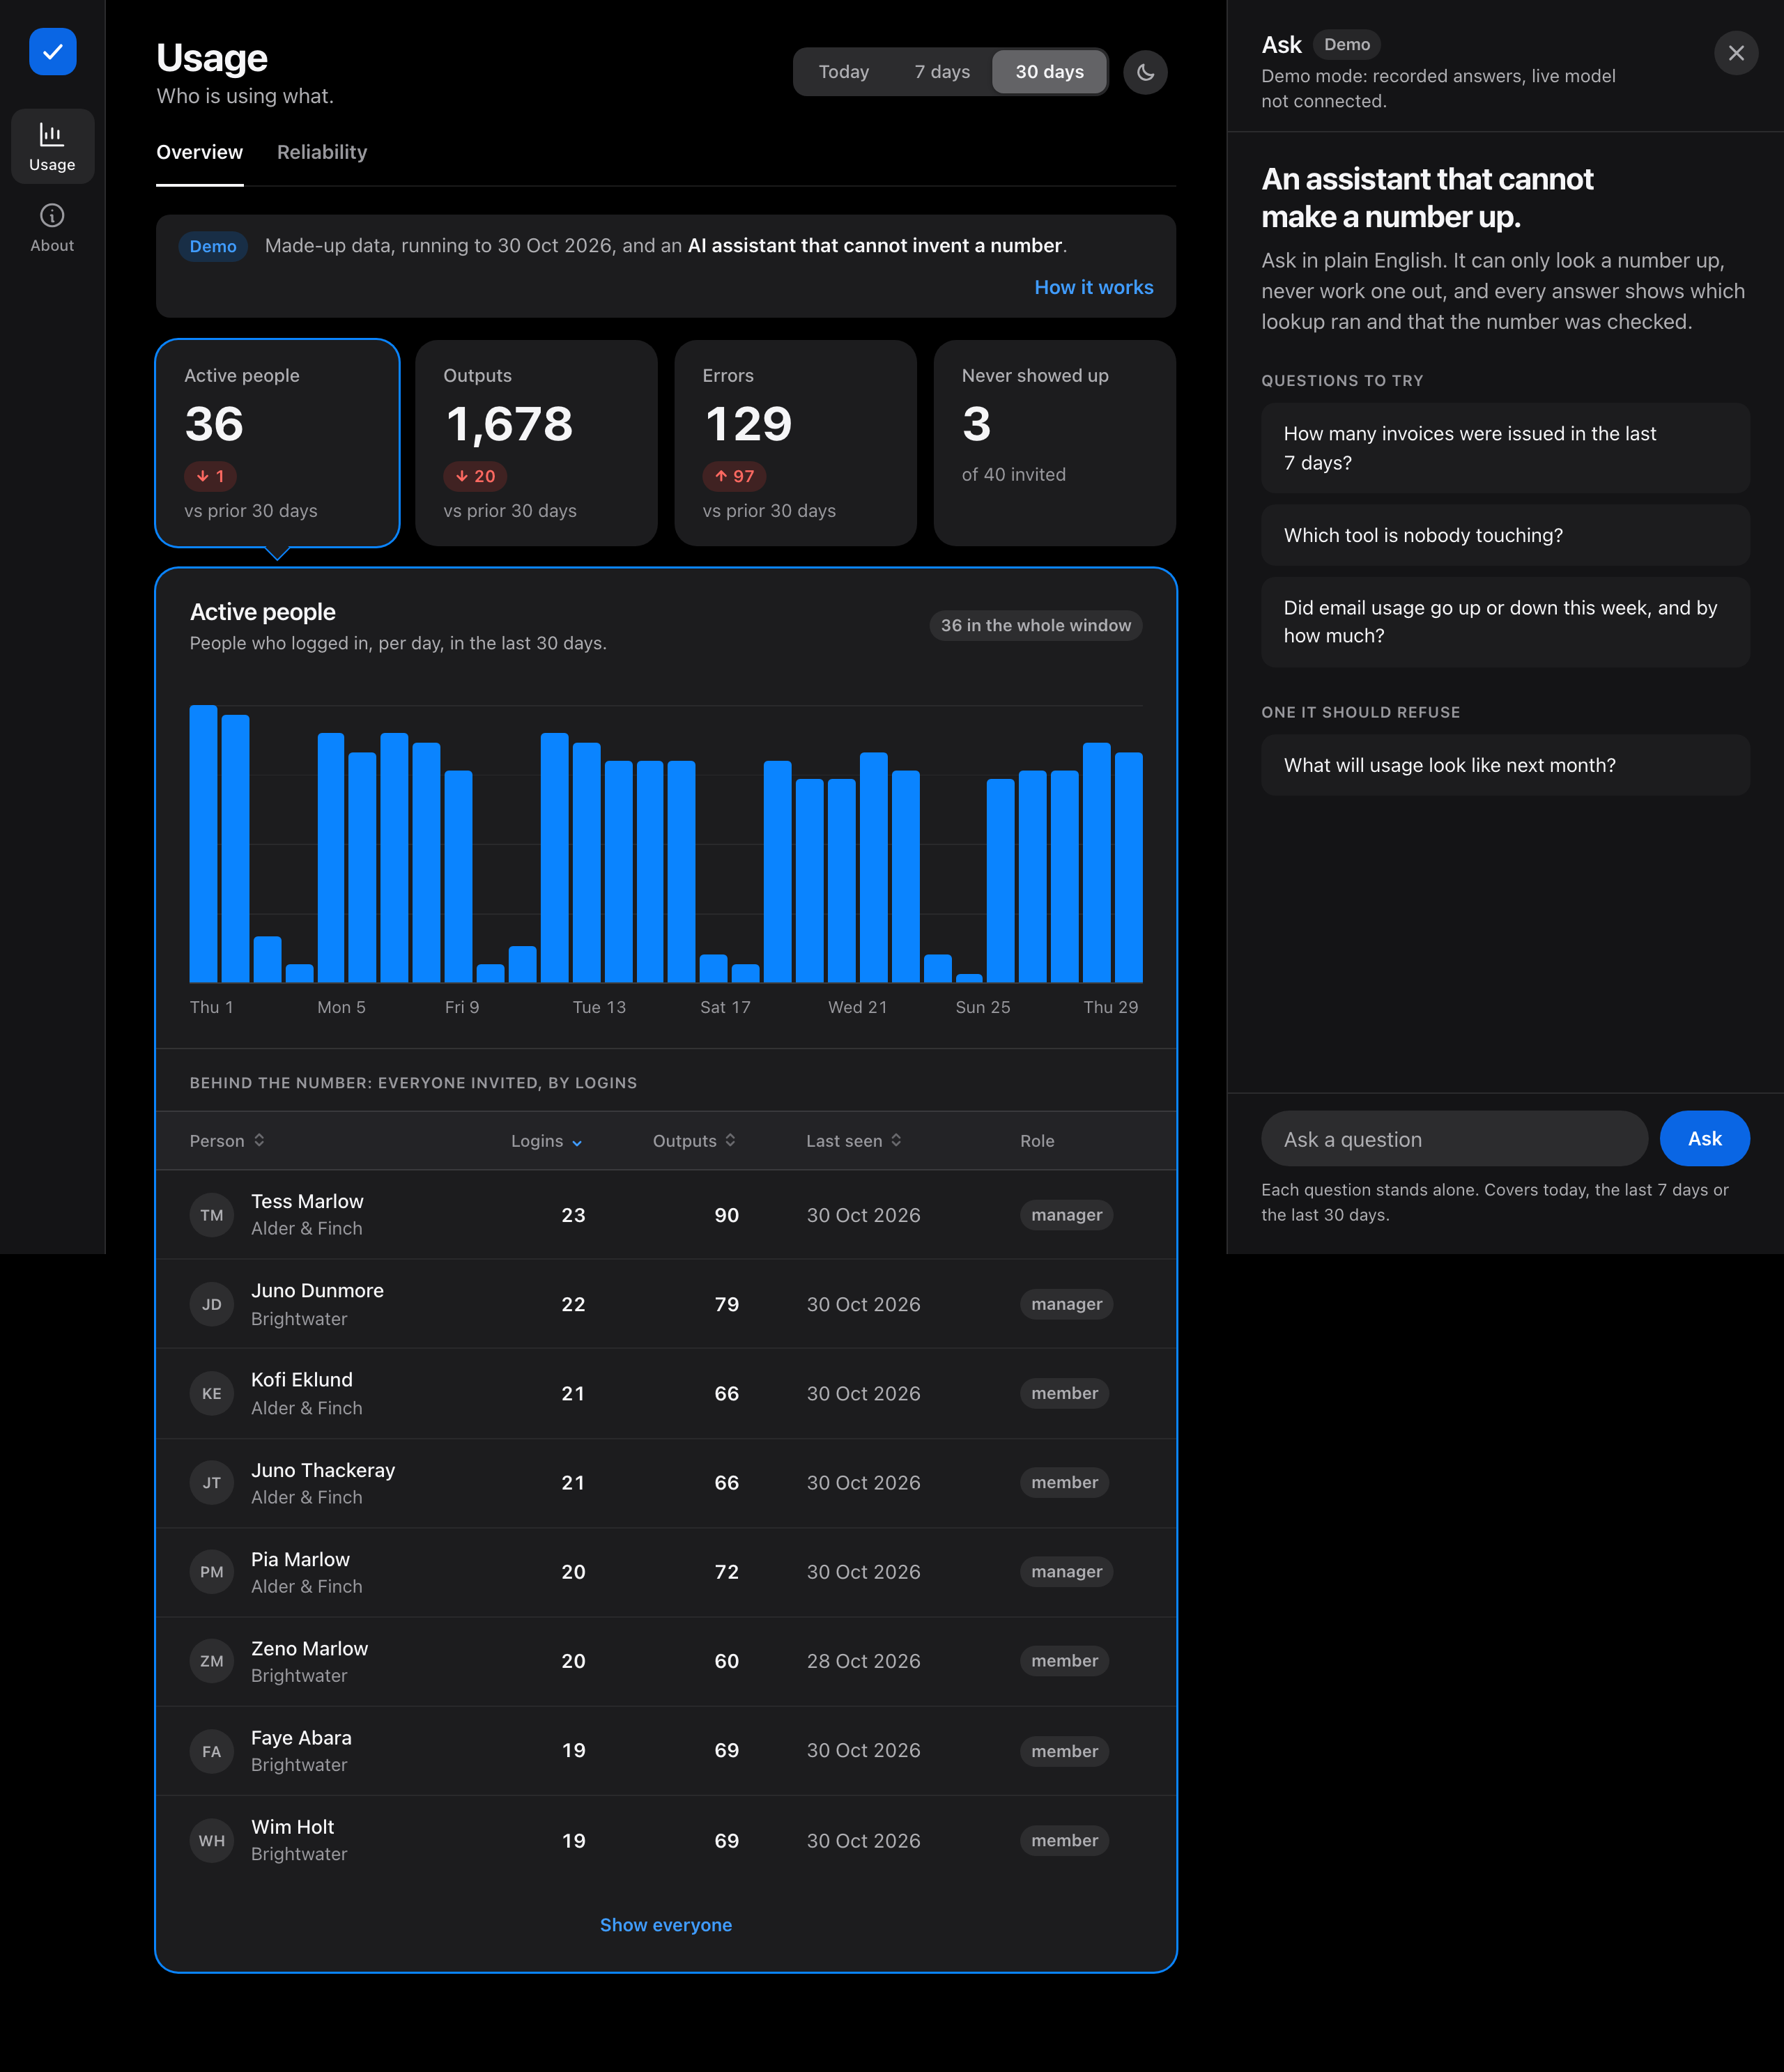 Usage
About
Usage
Who is using what.
Today
7 days
30 days
Overview
Reliability
Demo
Made-up data, running to 30 Oct 2026, and an AI assistant that cannot invent a number.
How it works
Active people
36
↓ 1
vs prior 30 days
Outputs
1,678
↓ 20
vs prior 30 days
Errors
129
↑ 97
vs prior 30 days
Never showed up
3
of 40 invited
Active people
People who logged in, per day, in the last 30 days.
36 in the whole window
Thu 1
Mon 5
Fri 9
Tue 13
Sat 17
Wed 21
Sun 25
Thu 29
BEHIND THE NUMBER: EVERYONE INVITED, BY LOGINS
Person
Logins
Outputs
Last seen
Role
TM
Tess Marlow
Alder & Finch
23
90
30 Oct 2026
manager
JD
Juno Dunmore
Brightwater
22
79
30 Oct 2026
manager
KE
Kofi Eklund
Alder & Finch
21
66
30 Oct 2026
member
JT
Juno Thackeray
Alder & Finch
21
66
30 Oct 2026
member
PM
Pia Marlow
Alder & Finch
20
72
30 Oct 2026
manager
ZM
Zeno Marlow
Brightwater
20
60
28 Oct 2026
member
FA
Faye Abara
Brightwater
19
69
30 Oct 2026
member
WH
Wim Holt
Brightwater
19
69
30 Oct 2026
member
Show everyone
Ask
Demo
Demo mode: recorded answers, live model
not connected.
An assistant that cannot
make a number up.
Ask in plain English. It can only look a number up,
never work one out, and every answer shows which
lookup ran and that the number was checked.
QUESTIONS TO TRY
How many invoices were issued in the last
7 days?
Which tool is nobody touching?
Did email usage go up or down this week, and by
how much?
ONE IT SHOULD REFUSE
What will usage look like next month?
Ask a question
Ask
Each question stands alone. Covers today, the last 7 days or
the last 30 days.